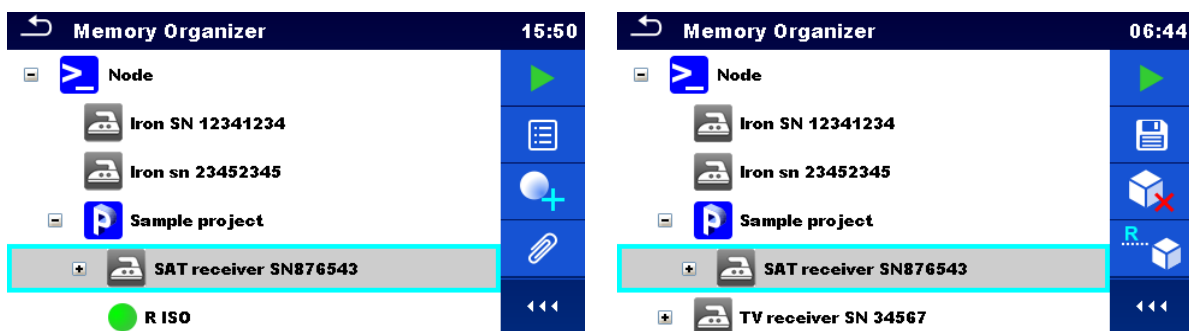 Memory Organizer 15:50
Node
Iron SN 12341234
Iron sn 23452345
Sample project
SAT receiver SN876543
R ISO
Memory Organizer 06:44
Node
Iron SN 12341234
Iron sn 23452345
Sample project
SAT receiver SN876543
TV receiver SN 34567
R